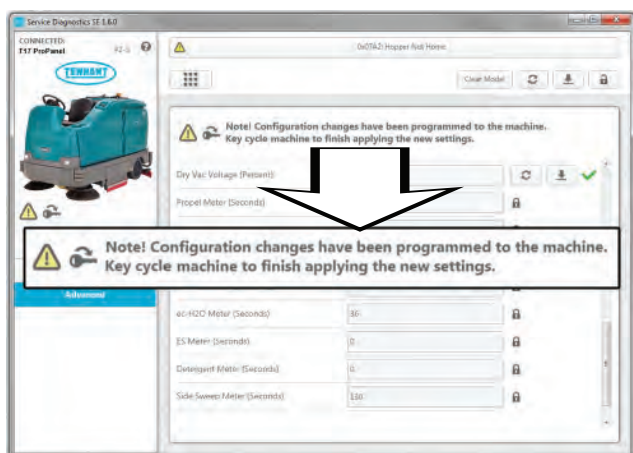 Service Diagnostics SE 1.6.0
CONNECTED:
T17 ProPanel
TENNANT
0x07A2: Hopper Not Home
Clear Model
Note! Configuration changes have been programmed to the machine.
Key cycle machine to finish applying the new settings.
Dry Vac Voltage (Percent)
Propel Meter (Seconds)
Note! Configuration changes have been programmed to the machine.
Key cycle machine to finish applying the new settings.
Advanced
ec-H2O Meter (Seconds)
36
ES Meter (Seconds)
0
Detergent Meter (Seconds)
0
Side Sweep Meter (Seconds)